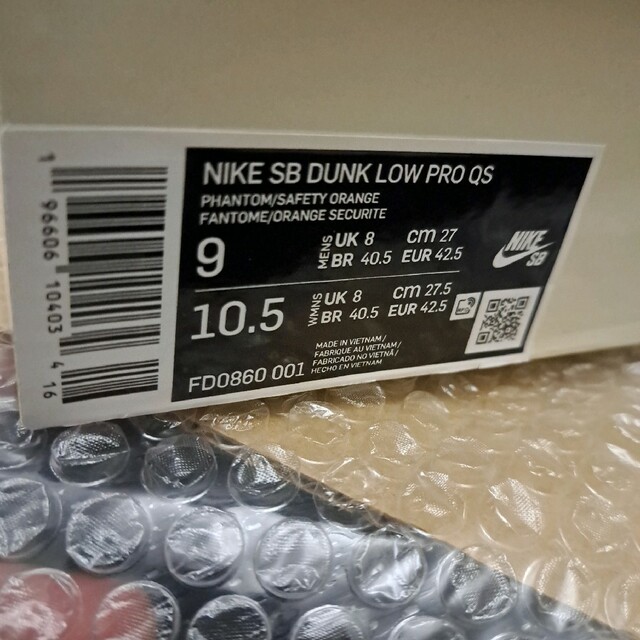 NIKE SB DUNK LOW PRO QS
PHANTOM/SAFETY ORANGE
FANTOME/ORANGE SECURITE
9
MENS
UK 8 cm 27
BR 40.5 EUR 42.5
10.5
WMNS
UK 8 cm 27.5
BR 40.5 EUR 42.5
MADE IN VIETNAM /
FABRIQUE AU VIETNAM /
FABRICADO NO VIETNÃ /
HECHO EN VIETNAM
FD0860 001
NIKE
SB
1 96606 10403 4 16